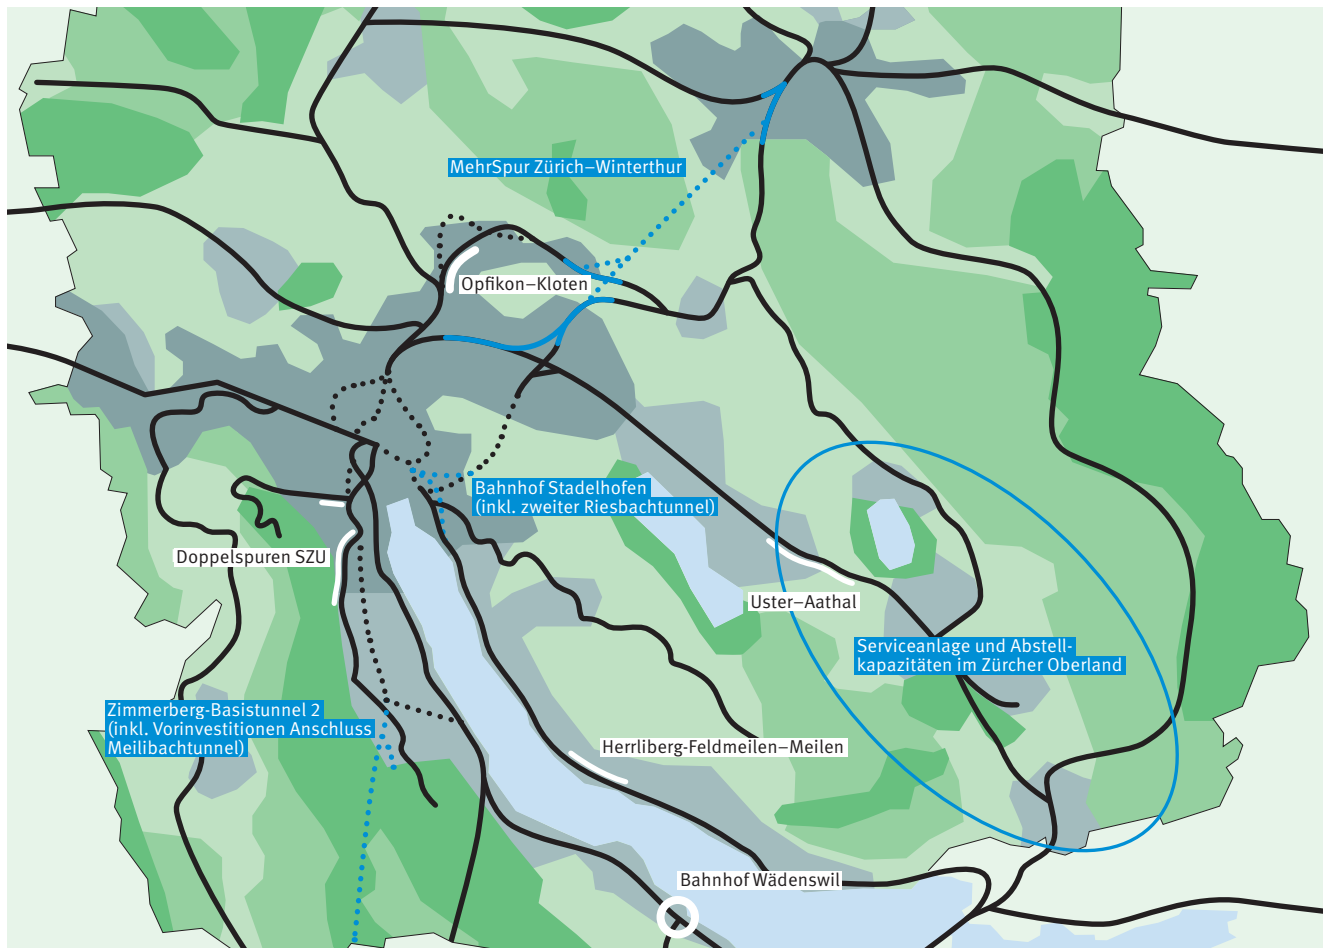 MehrSpur Zürich–Winterthur
Opfikon–Kloten
Bahnhof Stadelhofen
(inkl. zweiter Riesbachtunnel)
Doppelspuren SZU
Uster–Aathal
Serviceanlage und Abstell-
kapazitäten im Zürcher Oberland
Zimmerberg-Basistunnel 2
(inkl. Vorinvestitionen Anschluss
Meilibachtunnel)
Herrliberg-Feldmeilen–Meilen
Bahnhof Wädenswil